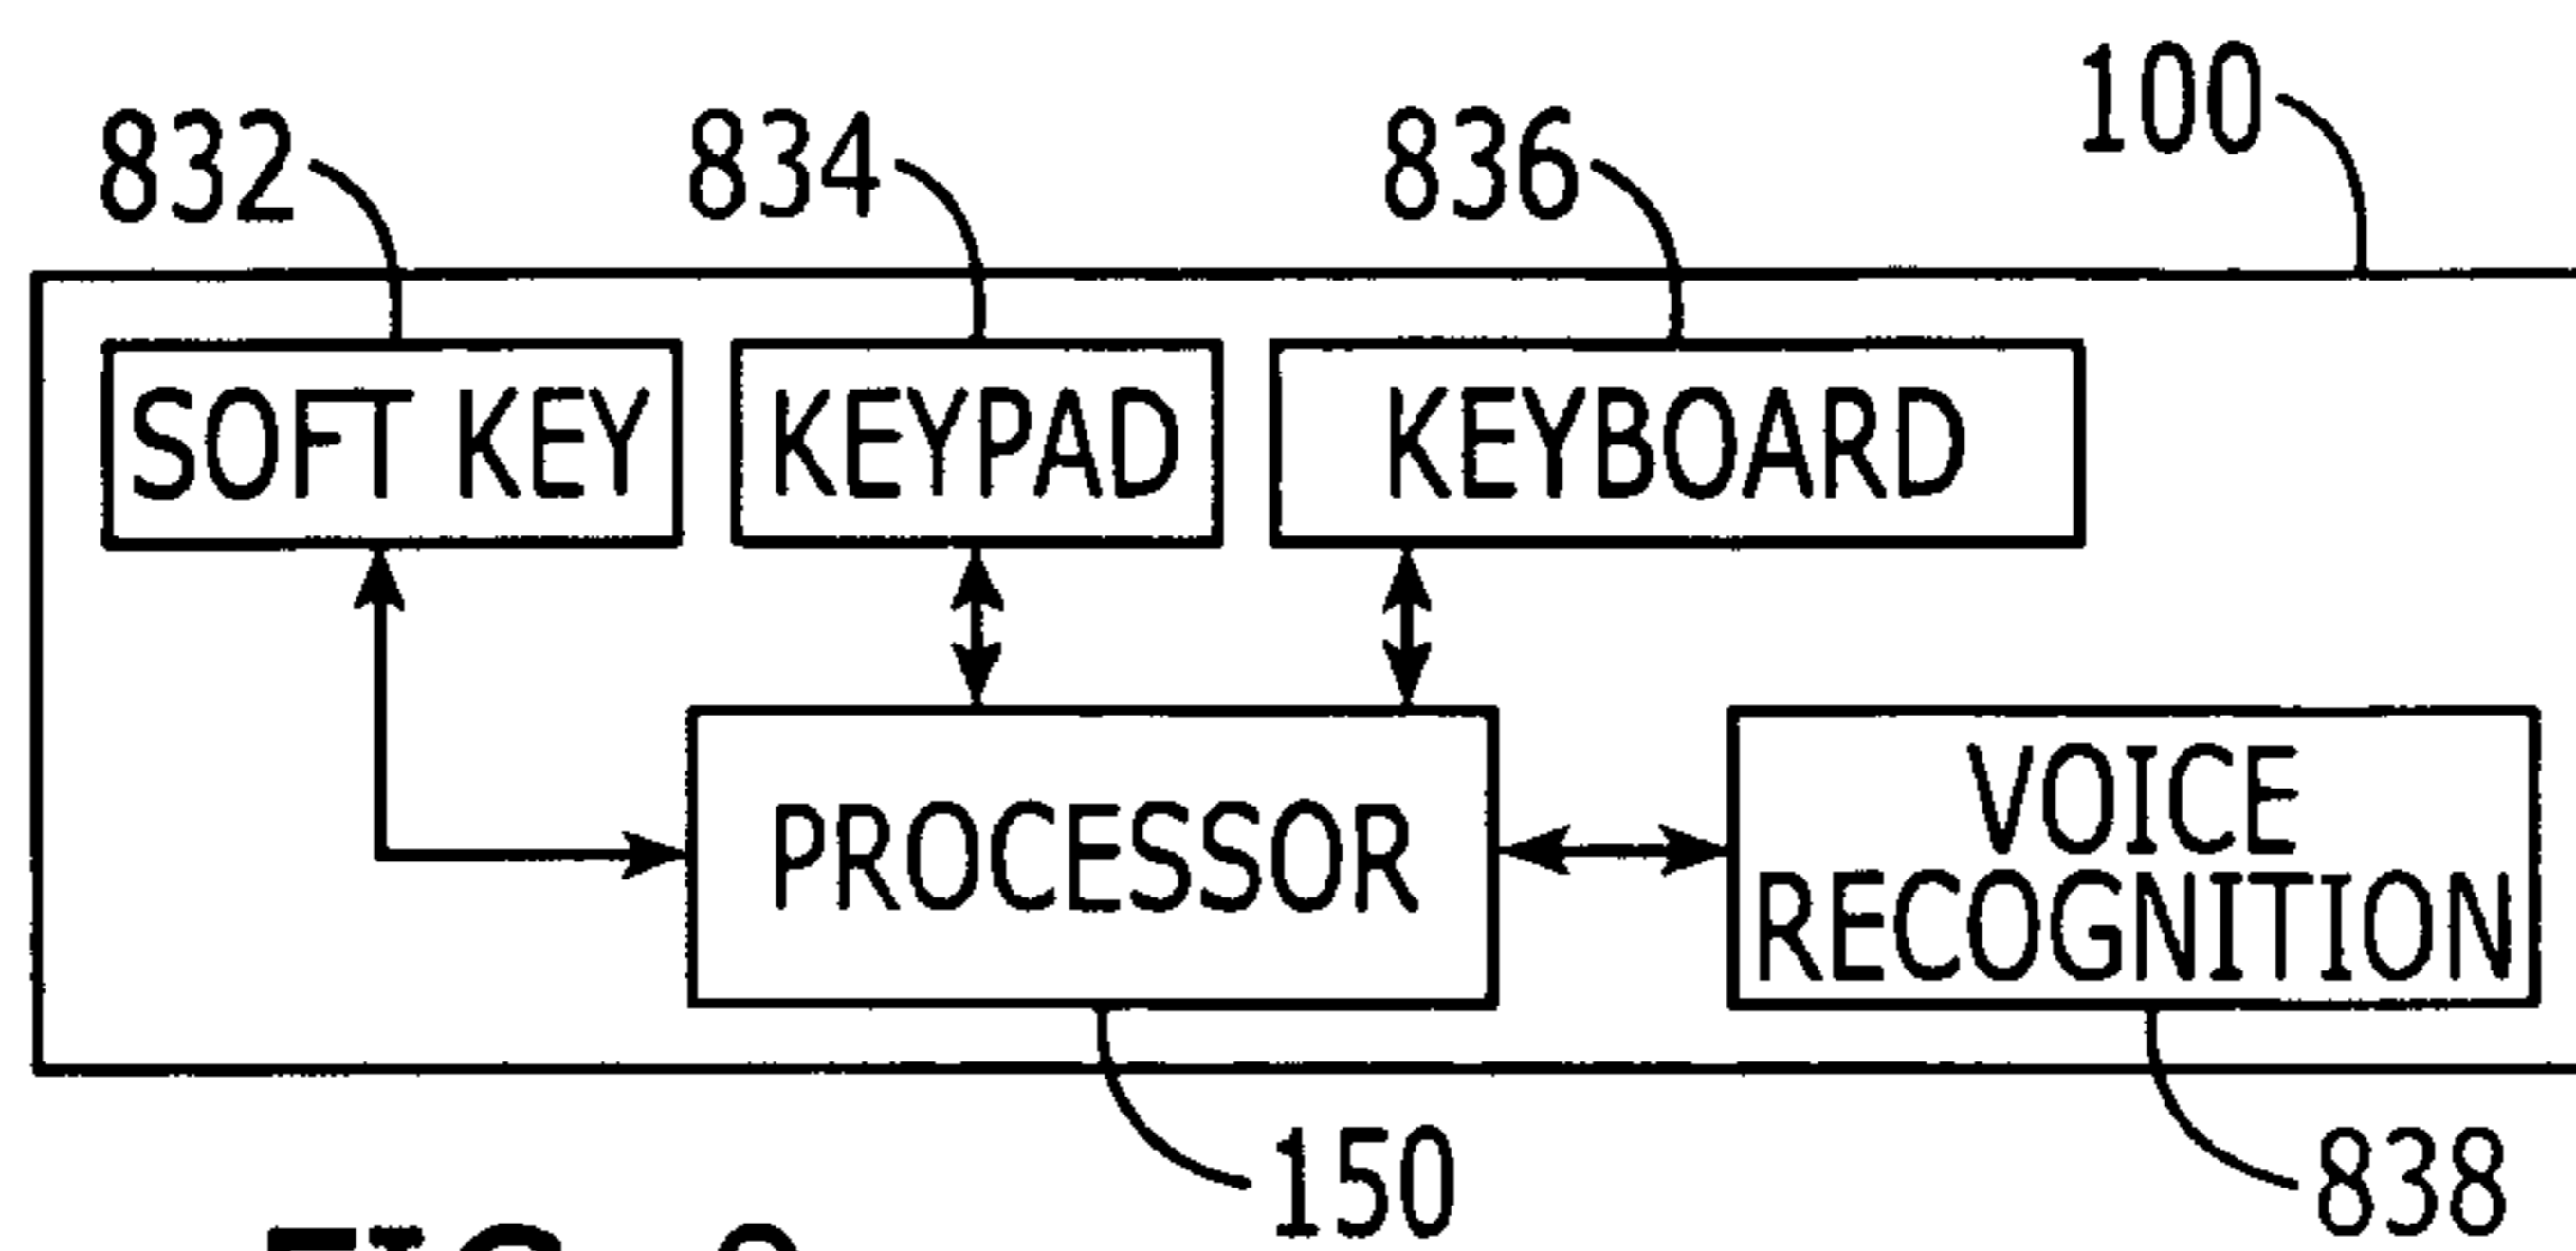 100
832 834 836
SOFT KEY KEYPAD KEYBOARD
PROCESSOR
VOICE
RECOGNITION
150
838